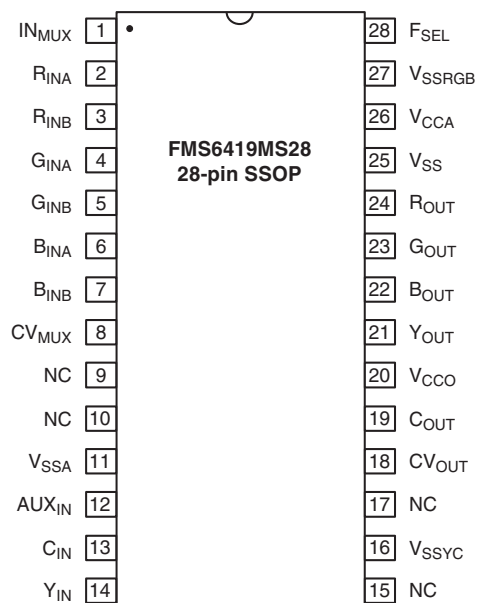 IN_MUX 1 28 F_SEL
R_INA 2 27 V_SSRGB
R_INB 3 26 V_CCA
FMS6419MS28
28-pin SSOP
G_INA 4 25 V_SS
G_INB 5 24 R_OUT
B_INA 6 23 G_OUT
B_INB 7 22 B_OUT
CV_MUX 8 21 Y_OUT
NC 9 20 V_CCO
NC 10 19 C_OUT
V_SSA 11 18 CV_OUT
AUX_IN 12 17 NC
C_IN 13 16 V_SSYC
Y_IN 14 15 NC